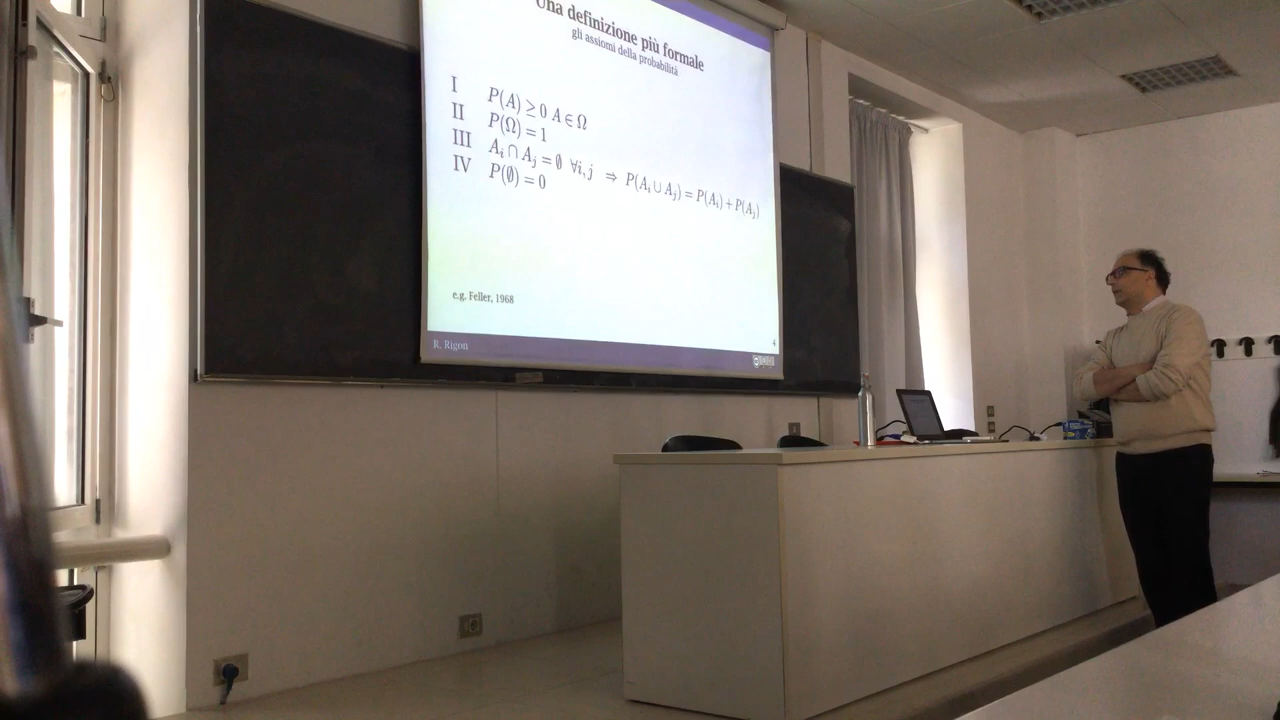 Una definizione più formale
gli assiomi della probabilità
I P(A) ≥ 0 A ∈ Ω
II P(Ω) = 1
III A_i ∩ A_j = ∅ ∀i,j ⇒ P(A_i ∪ A_j) = P(A_i) + P(A_j)
IV P(∅) = 0
e.g. Feller, 1968
R. Rigon
4